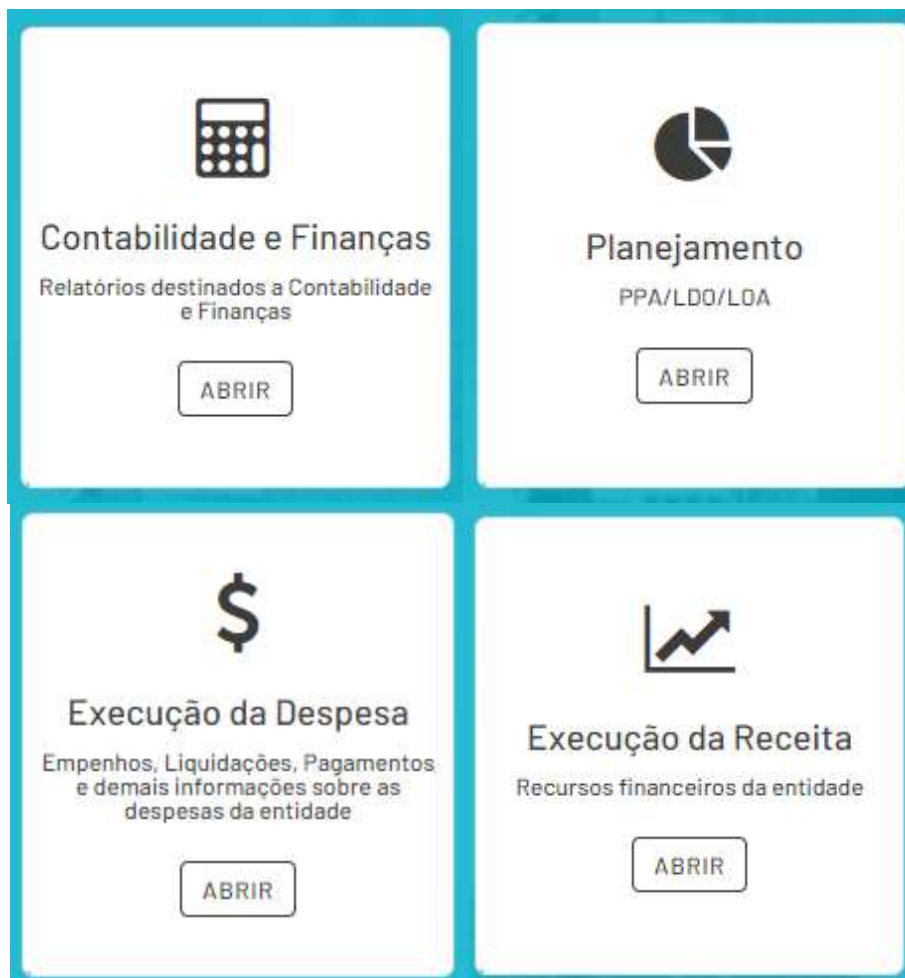 Contabilidade e Finanças
Relatórios destinados a Contabilidade
e Finanças
ABRIR
Planejamento
PPA/LDO/LOA
ABRIR
$
Execução da Despesa
Empenhos, Liquidações, Pagamentos
e demais informações sobre as
despesas da entidade
ABRIR
Execução da Receita
Recursos financeiros da entidade
ABRIR